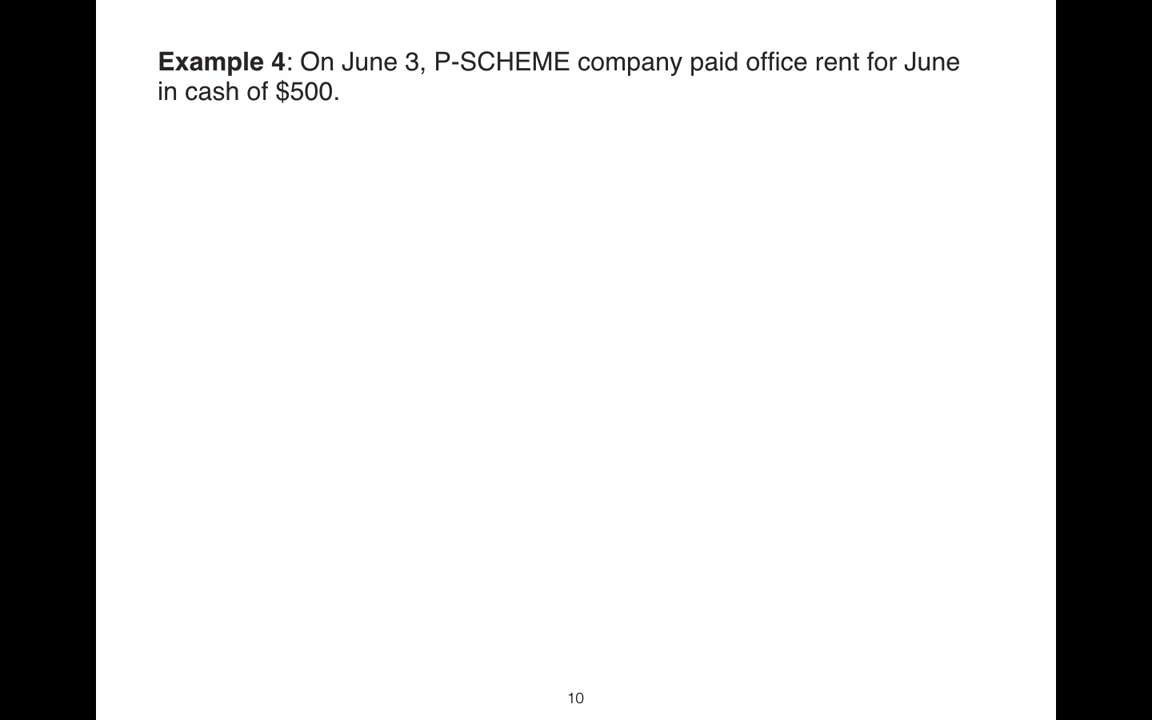 Example 4: On June 3, P-SCHEME company paid office rent for June
in cash of $500.
10